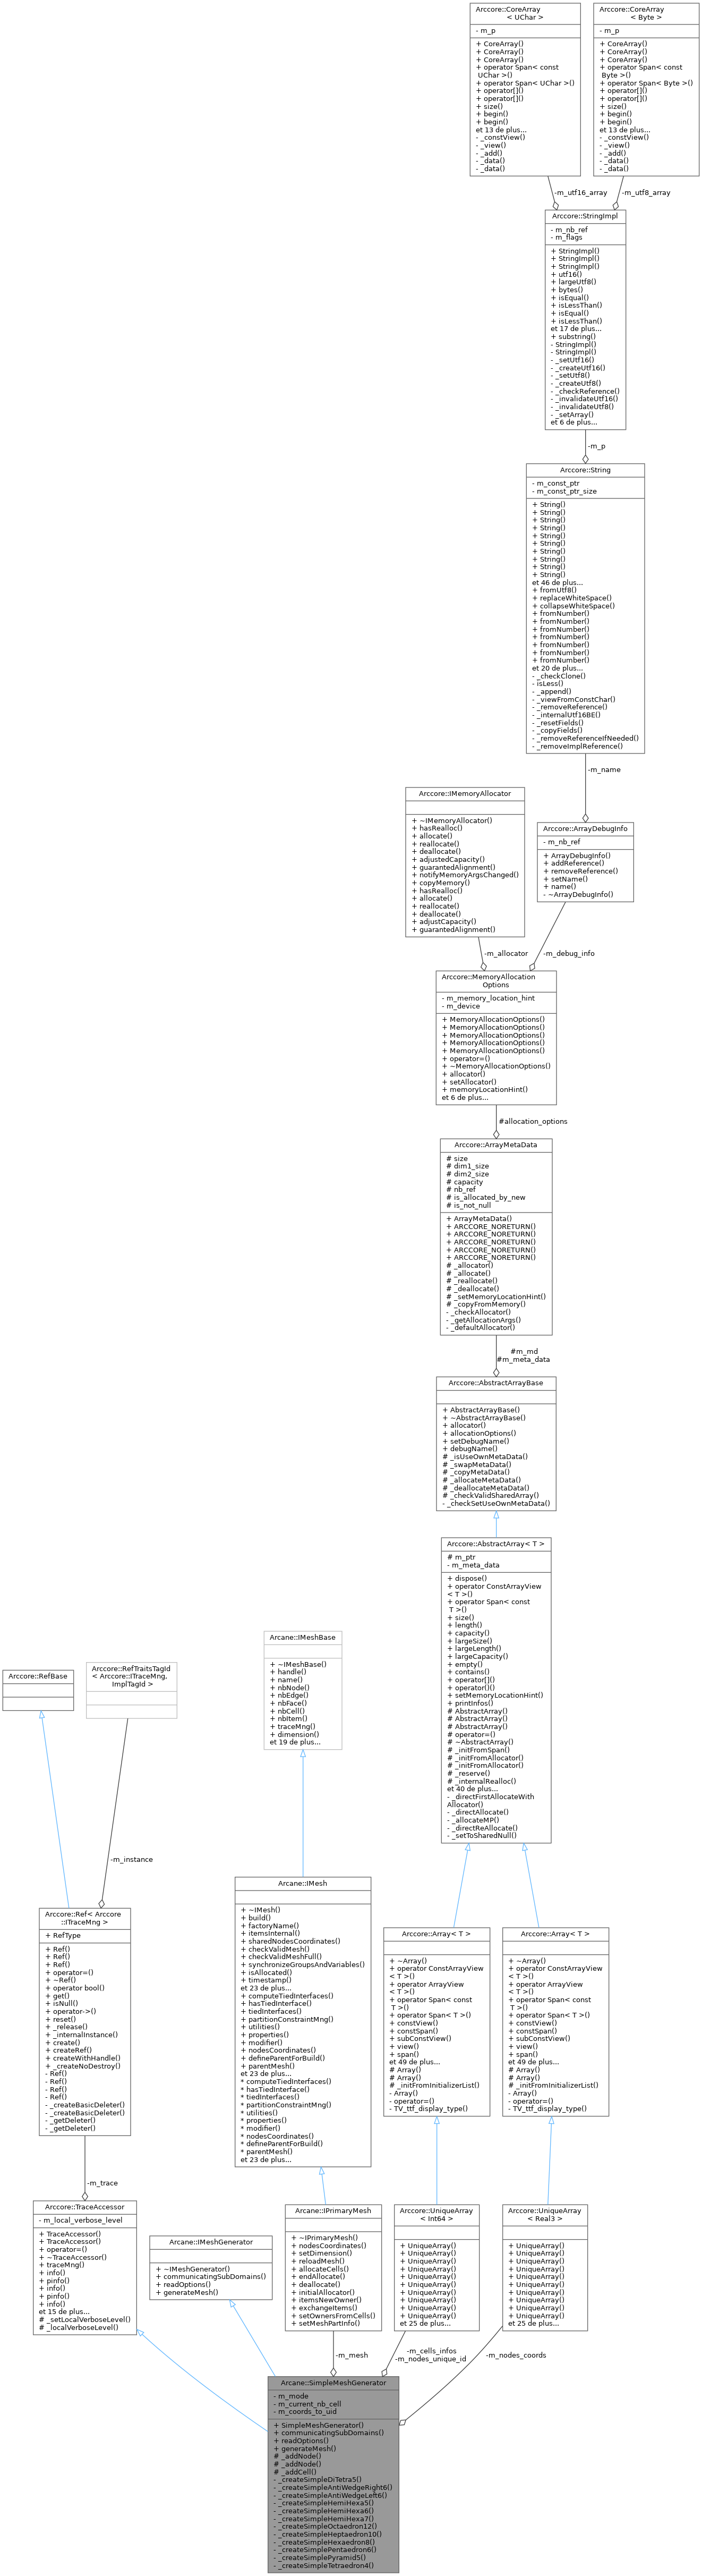 Arccore::CoreArray
< UChar >
- m_p
+ CoreArray()
+ CoreArray()
+ CoreArray()
+ operator Span< const
UChar >()
+ operator Span< UChar >()
+ operator[]()
+ operator[]()
+ size()
+ begin()
+ begin()
et 13 de plus...
- _constView()
- _view()
- _add()
- _data()
- _data()
Arccore::CoreArray
< Byte >
- m_p
+ CoreArray()
+ CoreArray()
+ CoreArray()
+ operator Span< const
Byte >()
+ operator Span< Byte >()
+ operator[]()
+ operator[]()
+ size()
+ begin()
+ begin()
et 13 de plus...
- _constView()
- _view()
- _add()
- _data()
- _data()
-m_utf16_array
-m_utf8_array
Arccore::StringImpl
- m_nb_ref
- m_flags
+ StringImpl()
+ StringImpl()
+ StringImpl()
+ utf16()
+ largeUtf8()
+ bytes()
+ isEqual()
+ isLessThan()
+ isEqual()
+ isLessThan()
et 17 de plus...
+ substring()
- StringImpl()
- StringImpl()
- _setUtf16()
- _createUtf16()
- _setUtf8()
- _createUtf8()
- _checkReference()
- _invalidateUtf16()
- _invalidateUtf8()
- _setArray()
et 6 de plus...
-m_p
Arccore::String
- m_const_ptr
- m_const_ptr_size
+ String()
+ String()
+ String()
+ String()
+ String()
+ String()
+ String()
+ String()
+ String()
+ String()
et 46 de plus...
+ fromUtf8()
+ replaceWhiteSpace()
+ collapseWhiteSpace()
+ fromNumber()
+ fromNumber()
+ fromNumber()
+ fromNumber()
+ fromNumber()
+ fromNumber()
+ fromNumber()
et 20 de plus...
- _checkClone()
- isLess()
- _append()
- _viewFromConstChar()
- _removeReference()
- _internalUtf16BE()
- _resetFields()
- _copyFields()
- _removeReferenceIfNeeded()
- _removeImplReference()
-m_name
Arccore::IMemoryAllocator
+ ~IMemoryAllocator()
+ hasRealloc()
+ allocate()
+ reallocate()
+ deallocate()
+ adjustedCapacity()
+ guarantedAlignment()
+ notifyMemoryArgsChanged()
+ copyMemory()
+ hasRealloc()
+ allocate()
+ reallocate()
+ deallocate()
+ adjustCapacity()
+ guarantedAlignment()
Arccore::ArrayDebugInfo
- m_nb_ref
+ ArrayDebugInfo()
+ addReference()
+ removeReference()
+ setName()
+ name()
- ~ArrayDebugInfo()
-m_allocator
-m_debug_info
Arccore::MemoryAllocation
Options
- m_memory_location_hint
- m_device
+ MemoryAllocationOptions()
+ MemoryAllocationOptions()
+ MemoryAllocationOptions()
+ MemoryAllocationOptions()
+ MemoryAllocationOptions()
+ operator=()
+ ~MemoryAllocationOptions()
+ allocator()
+ setAllocator()
+ memoryLocationHint()
et 6 de plus...
#allocation_options
Arccore::ArrayMetaData
# size
# dim1_size
# dim2_size
# capacity
# nb_ref
# is_allocated_by_new
# is_not_null
+ ArrayMetaData()
+ ARCCORE_NORETURN()
+ ARCCORE_NORETURN()
+ ARCCORE_NORETURN()
+ ARCCORE_NORETURN()
+ ARCCORE_NORETURN()
# _allocator()
# _allocate()
# _reallocate()
# _deallocate()
# _setMemoryLocationHint()
# _copyFromMemory()
- _checkAllocator()
- _getAllocationArgs()
- _defaultAllocator()
#m_md
#m_meta_data
Arccore::AbstractArrayBase
+ AbstractArrayBase()
+ ~AbstractArrayBase()
+ allocator()
+ allocationOptions()
+ setDebugName()
+ debugName()
# _isUseOwnMetaData()
# _swapMetaData()
# _copyMetaData()
# _allocateMetaData()
# _deallocateMetaData()
# _checkValidSharedArray()
- _checkSetUseOwnMetaData()
Arccore::AbstractArray< T >
# m_ptr
- m_meta_data
+ dispose()
+ operator ConstArrayView
< T >()
+ operator Span< const
T >()
+ size()
+ length()
+ capacity()
+ largeSize()
+ largeLength()
+ largeCapacity()
+ empty()
+ contains()
+ operator[]()
+ operator()()
+ setMemoryLocationHint()
+ printInfos()
# AbstractArray()
# AbstractArray()
# AbstractArray()
# operator=()
# ~AbstractArray()
# _initFromSpan()
# _initFromAllocator()
# _initFromAllocator()
# _reserve()
# _internalRealloc()
et 40 de plus...
- _directFirstAllocateWith
Allocator()
- _directAllocate()
- _allocateMP()
- _directReAllocate()
- _setToSharedNull()
Arccore::RefBase
Arccore::RefTraitsTagId
< Arccore::ITraceMng,
ImplTagId >
-m_instance
Arccore::Ref< Arccore
::ITraceMng >
+ RefType
+ Ref()
+ Ref()
+ Ref()
+ operator=()
+ ~Ref()
+ operator bool()
+ get()
+ isNull()
+ operator->()
+ reset()
+ _release()
+ _internalInstance()
+ create()
+ createRef()
+ createWithHandle()
+ _createNoDestroy()
- Ref()
- Ref()
- Ref()
- Ref()
- _createBasicDeleter()
- _createBasicDeleter()
- _getDeleter()
- _getDeleter()
-m_trace
Arccore::TraceAccessor
- m_local_verbose_level
+ TraceAccessor()
+ TraceAccessor()
+ operator=()
+ ~TraceAccessor()
+ traceMng()
+ info()
+ pinfo()
+ info()
+ pinfo()
+ info()
et 15 de plus...
# _setLocalVerboseLevel()
# _localVerboseLevel()
Arcane::IMeshBase
+ ~IMeshBase()
+ handle()
+ name()
+ nbNode()
+ nbEdge()
+ nbFace()
+ nbCell()
+ nbItem()
+ traceMng()
+ dimension()
et 19 de plus...
Arcane::IMesh
+ ~IMesh()
+ build()
+ factoryName()
+ itemsInternal()
+ sharedNodesCoordinates()
+ checkValidMesh()
+ checkValidMeshFull()
+ synchronizeGroupsAndVariables()
+ isAllocated()
+ timestamp()
et 23 de plus...
+ computeTiedInterfaces()
+ hasTiedInterface()
+ tiedInterfaces()
+ partitionConstraintMng()
+ utilities()
+ properties()
+ modifier()
+ nodesCoordinates()
+ defineParentForBuild()
+ parentMesh()
et 23 de plus...
* computeTiedInterfaces()
* hasTiedInterface()
* tiedInterfaces()
* partitionConstraintMng()
* utilities()
* properties()
* modifier()
* nodesCoordinates()
* defineParentForBuild()
* parentMesh()
et 23 de plus...
Arccore::Array< T >
+ ~Array()
+ operator ConstArrayView
< T >()
+ operator ArrayView
< T >()
+ operator Span< const
T >()
+ operator Span< T >()
+ constView()
+ constSpan()
+ subConstView()
+ view()
+ span()
et 49 de plus...
# Array()
# Array()
# _initFromInitializerList()
- Array()
- operator=()
- TV_ttf_display_type()
Arccore::Array< T >
+ ~Array()
+ operator ConstArrayView
< T >()
+ operator ArrayView
< T >()
+ operator Span< const
T >()
+ operator Span< T >()
+ constView()
+ constSpan()
+ subConstView()
+ view()
+ span()
et 49 de plus...
# Array()
# Array()
# _initFromInitializerList()
- Array()
- operator=()
- TV_ttf_display_type()
Arcane::IMeshGenerator
+ ~IMeshGenerator()
+ communicatingSubDomains()
+ readOptions()
+ generateMesh()
Arcane::IPrimaryMesh
+ ~IPrimaryMesh()
+ nodesCoordinates()
+ setDimension()
+ reloadMesh()
+ allocateCells()
+ endAllocate()
+ deallocate()
+ initialAllocator()
+ itemsNewOwner()
+ exchangeItems()
+ setOwnersFromCells()
+ setMeshPartInfo()
Arccore::UniqueArray
< Int64 >
+ UniqueArray()
+ UniqueArray()
+ UniqueArray()
+ UniqueArray()
+ UniqueArray()
+ UniqueArray()
+ UniqueArray()
+ UniqueArray()
+ UniqueArray()
+ UniqueArray()
et 25 de plus...
Arccore::UniqueArray
< Real3 >
+ UniqueArray()
+ UniqueArray()
+ UniqueArray()
+ UniqueArray()
+ UniqueArray()
+ UniqueArray()
+ UniqueArray()
+ UniqueArray()
+ UniqueArray()
+ UniqueArray()
et 25 de plus...
-m_mesh
-m_cells_infos
-m_nodes_unique_id
-m_nodes_coords
Arcane::SimpleMeshGenerator
- m_mode
- m_current_nb_cell
- m_coords_to_uid
+ SimpleMeshGenerator()
+ communicatingSubDomains()
+ readOptions()
+ generateMesh()
# _addNode()
# _addNode()
# _addCell()
- _createSimpleDiTetra5()
- _createSimpleAntiWedgeRight6()
- _createSimpleAntiWedgeLeft6()
- _createSimpleHemiHexa5()
- _createSimpleHemiHexa6()
- _createSimpleHemiHexa7()
- _createSimpleOctaedron12()
- _createSimpleHeptaedron10()
- _createSimpleHexaedron8()
- _createSimplePentaedron6()
- _createSimplePyramid5()
- _createSimpleTetraedron4()